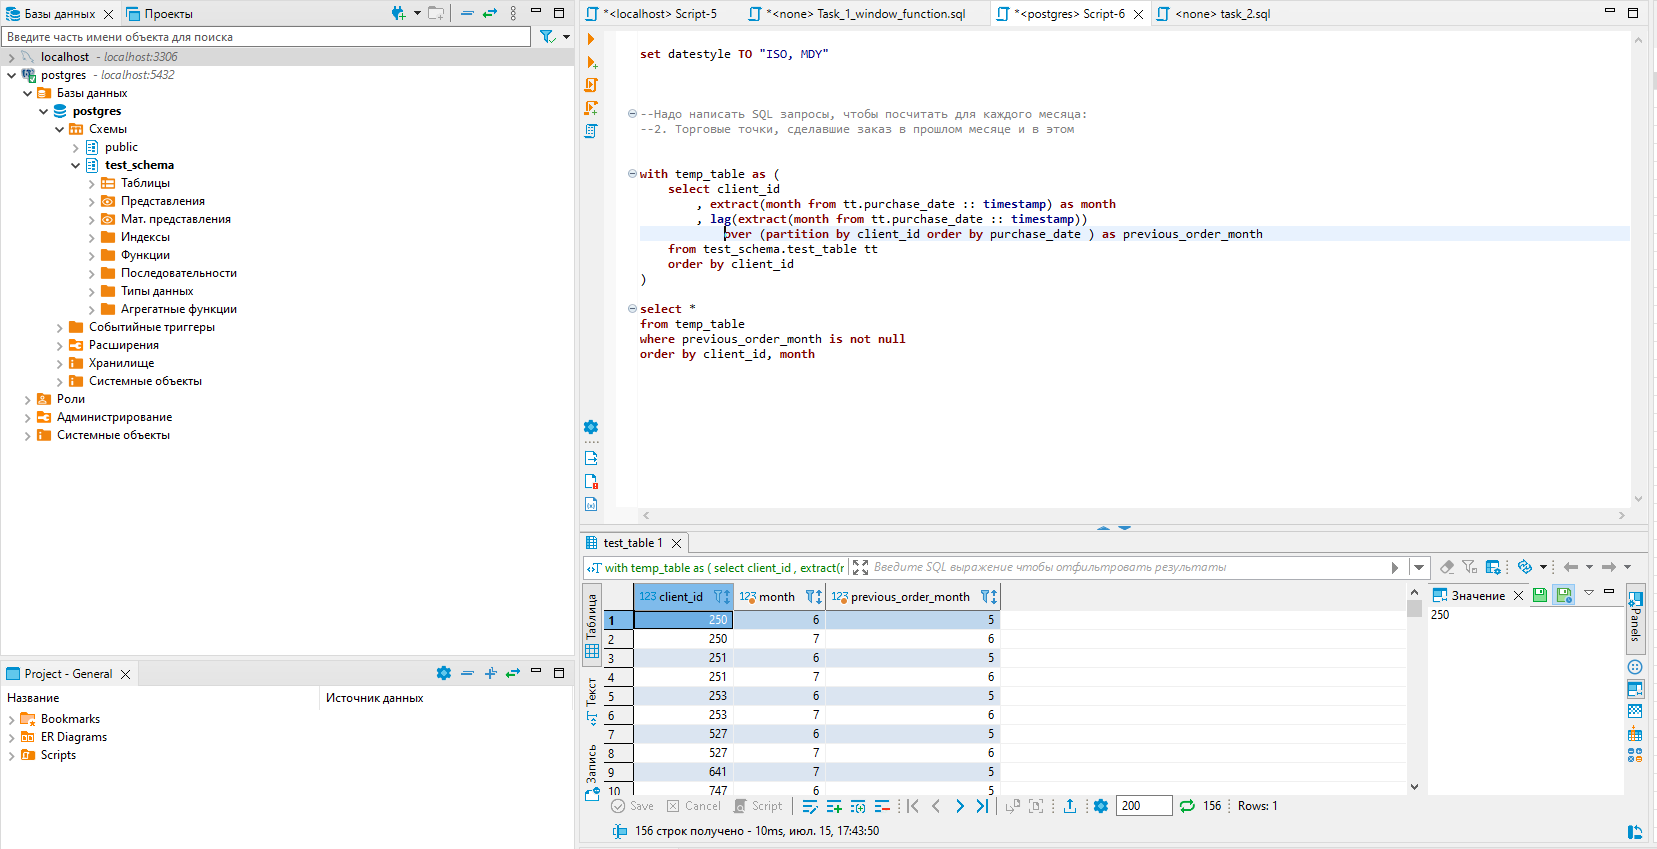 Базы данных
Проекты
Введите часть имени объекта для поиска
localhost - localhost:3306
postgres - localhost:5432
Базы данных
postgres
Схемы
public
test_schema
Таблицы
Представления
Мат. представления
Индексы
Функции
Последовательности
Типы данных
Агрегатные функции
Событийные триггеры
Расширения
Хранилище
Системные объекты
Роли
Администрирование
Системные объекты
Project - General
Название Источник данных
Bookmarks
ER Diagrams
Scripts
*<localhost> Script-5
*<none> Task_1_window_function.sql
*<postgres> Script-6
<none> task_2.sql
set datestyle TO "ISO, MDY"
--Надо написать SQL запросы, чтобы посчитать для каждого месяца:
--2. Торговые точки, сделавшие заказ в прошлом месяце и в этом
with temp_table as (
select client_id
, extract(month from tt.purchase_date :: timestamp) as month
, lag(extract(month from tt.purchase_date :: timestamp))
over (partition by client_id order by purchase_date ) as previous_order_month
from test_schema.test_table tt
order by client_id
)
select *
from temp_table
where previous_order_month is not null
order by client_id, month
test_table 1
with temp_table as ( select client_id , extract(r
Введите SQL выражение чтобы отфильтровать результаты
Таблица
Текст
Запись
123 client_id 123 month 123 previous_order_month
1 250 6 5
2 250 7 6
3 251 6 5
4 251 7 6
5 253 6 5
6 253 7 6
7 527 6 5
8 527 7 6
9 641 7 5
10 747 6 5
Значение
250
Panels
Save Cancel Script 200 156 Rows: 1
156 строк получено - 10ms, июл. 15, 17:43:50